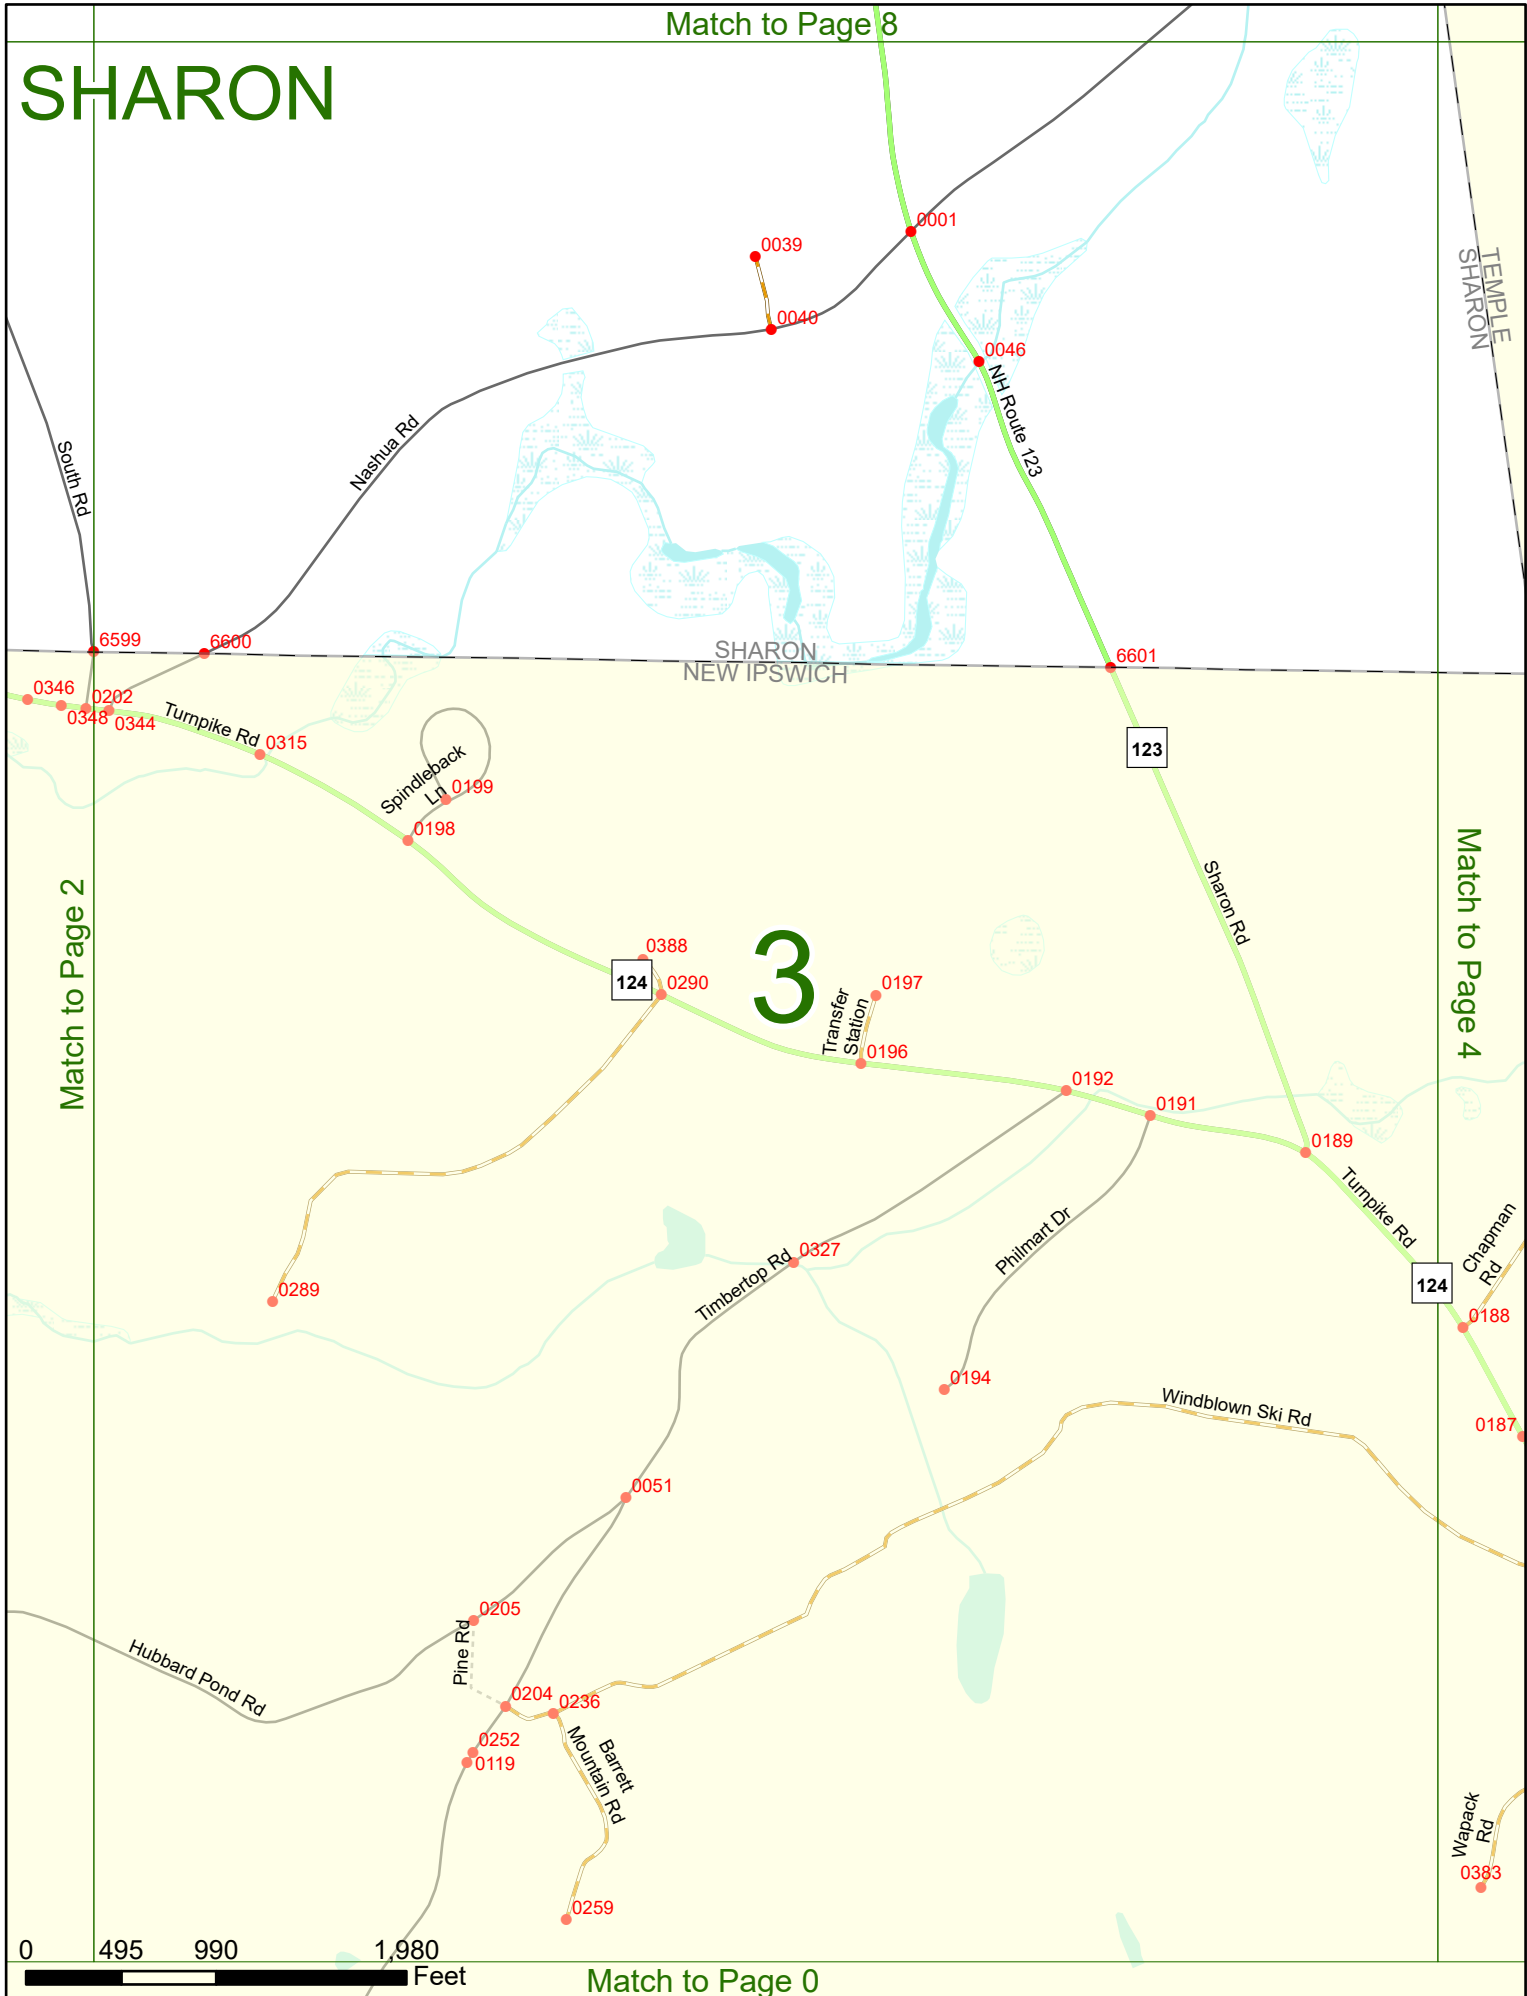 Match to Page 8
SHARON
0001
0039
0040
0046
NH Route 123
TEMPLE
SHARON
South Rd
Nashua Rd
6599
6600
SHARON
NEW IPSWICH
6601
0346
0348
0202
0344
Turnpike Rd
0315
123
Spindleback
Ln
0199
0198
Sharon Rd
Match to Page 2
Match to Page 4
0388
124
0290
3
0197
Transfer
Station
0196
0192
0191
0189
Turnpike Rd
Chapman
Rd
Philmart Dr
0327
Timbertop Rd
0289
124
0188
0194
Windblown Ski Rd
0187
0051
0205
Pine Rd
Hubbard Pond Rd
0204
0236
0252
0119
Barrett
Mountain Rd
Wapack
Rd
0383
0259
0 495 990 1,980
Feet
Match to Page 0